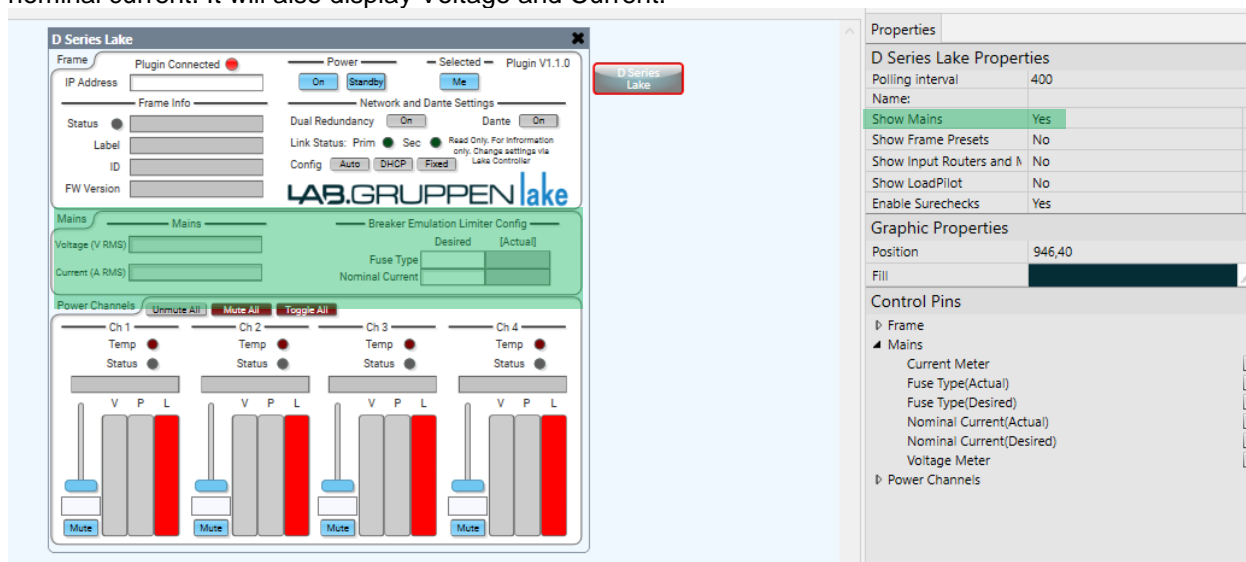 nominal current. It will also display Voltage and Current.
D Series Lake
Frame
Plugin Connected
Power
Selected
Plugin V1.1.0
IP Address
On
Standby
Me
Frame Info
Network and Dante Settings
Status
Dual Redundancy
On
Dante
On
Label
Link Status: Prim
Sec
Read Only. For Information
only. Change settings via
Lake Controller
ID
Config
Auto
DHCP
Fixed
FW Version
LAB.GRUPPEN lake
Mains
Mains
Breaker Emulation Limiter Config
Voltage (V RMS)
Desired
[Actual]
Fuse Type
Current (A RMS)
Nominal Current
Power Channels
Unmute All
Mute All
Toggle All
Ch 1
Ch 2
Ch 3
Ch 4
Temp
Temp
Temp
Temp
Status
Status
Status
Status
V P L
V P L
V P L
V P L
Mute
Mute
Mute
Mute
D Series
Lake
Properties
D Series Lake Properties
Polling interval 400
Name:
Show Mains Yes
Show Frame Presets No
Show Input Routers and No
Show LoadPilot No
Enable Surechecks Yes
Graphic Properties
Position 946,40
Fill
Control Pins
Frame
Mains
Current Meter
Fuse Type(Actual)
Fuse Type(Desired)
Nominal Current(Actual)
Nominal Current(Desired)
Voltage Meter
Power Channels